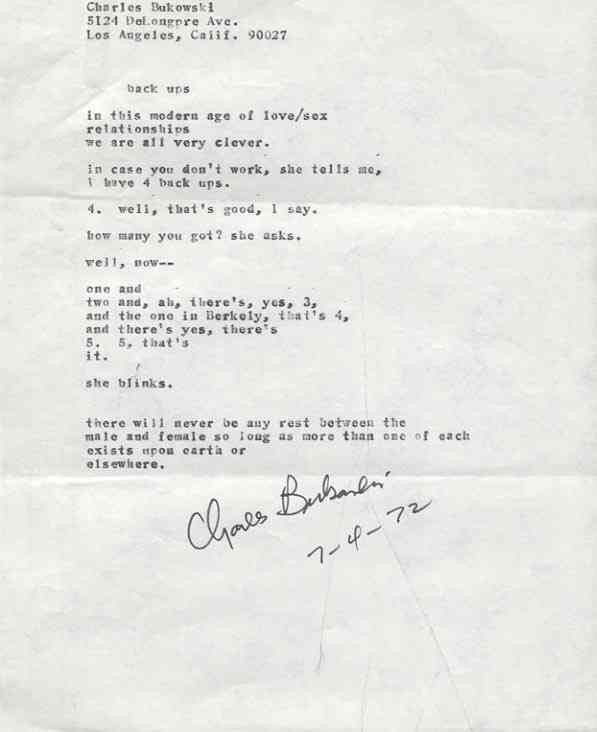 Charles Bukowski
5124 DeLongpre Ave.
Los Angeles, Calif. 90027
back ups
in this modern age of love/sex
relationships
we are all very clever.
in case you don't work, she tells me,
i have 4 back ups.
4. well, that's good, i say.
how many you got? she asks.
well, now--
one and
two and, ah, there's, yes, 3,
and the one in Berkely, that's 4,
and there's yes, there's
5. 5, that's
it.
she blinks.
there will never be any rest between the
male and female so long as more than one of each
exists upon earth or
elsewhere.
Charles Bukowski
7-4-72